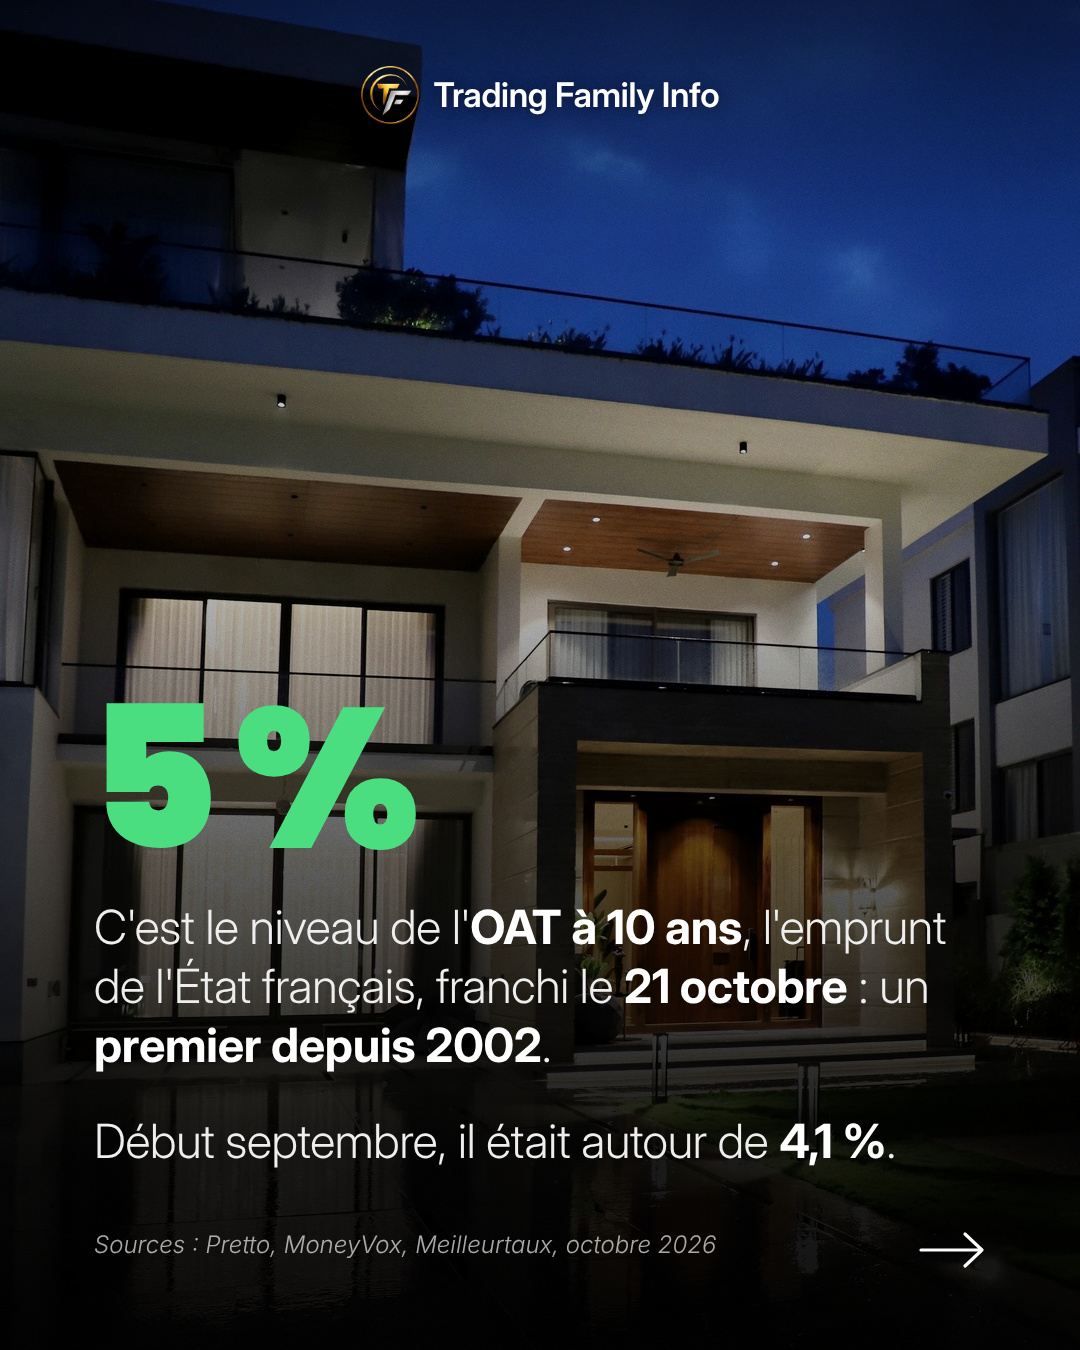 TF Trading Family Info
5 %
C'est le niveau de l'OAT à 10 ans, l'emprunt
de l'État français, franchi le 21 octobre : un
premier depuis 2002.
Début septembre, il était autour de 4,1 %.
Sources : Pretto, MoneyVox, Meilleurtaux, octobre 2026